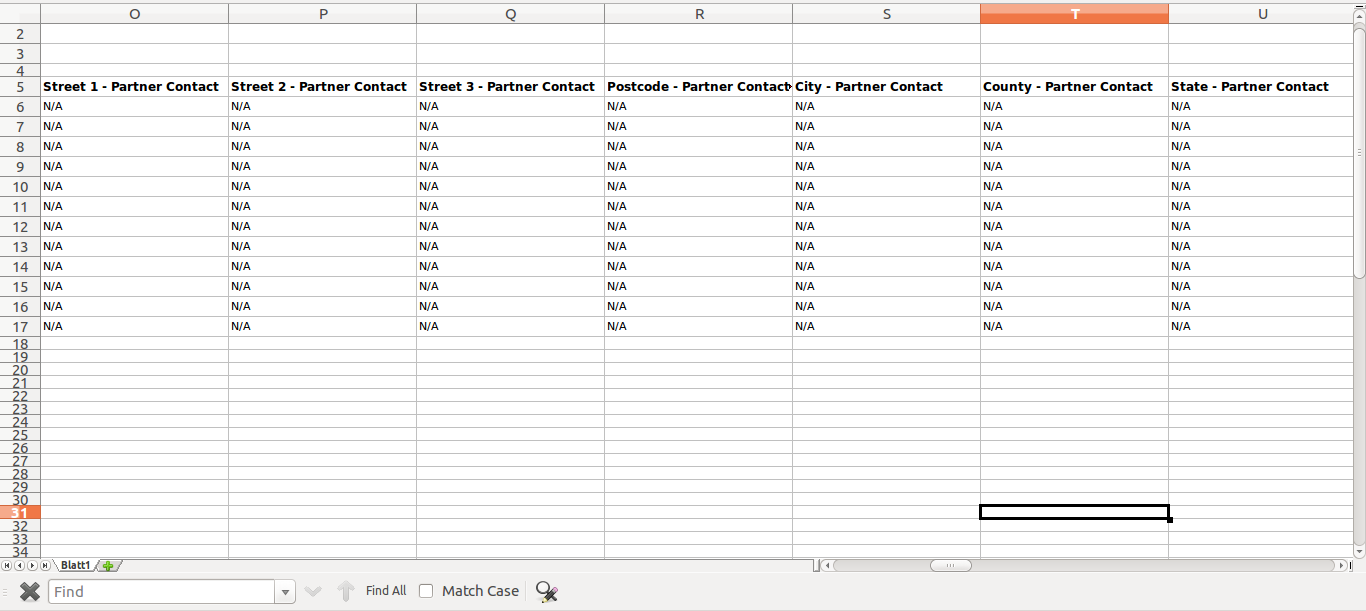 O P Q R S T U
2
3
4
5 Street 1 - Partner Contact Street 2 - Partner Contact Street 3 - Partner Contact Postcode - Partner Contact City - Partner Contact County - Partner Contact State - Partner Contact
6 N/A N/A N/A N/A N/A N/A N/A
7 N/A N/A N/A N/A N/A N/A N/A
8 N/A N/A N/A N/A N/A N/A N/A
9 N/A N/A N/A N/A N/A N/A N/A
10 N/A N/A N/A N/A N/A N/A N/A
11 N/A N/A N/A N/A N/A N/A N/A
12 N/A N/A N/A N/A N/A N/A N/A
13 N/A N/A N/A N/A N/A N/A N/A
14 N/A N/A N/A N/A N/A N/A N/A
15 N/A N/A N/A N/A N/A N/A N/A
16 N/A N/A N/A N/A N/A N/A N/A
17 N/A N/A N/A N/A N/A N/A N/A
18
19
20
21
22
23
24
25
26
27
28
29
30
31
32
33
34
Blatt1
Find Find All Match Case